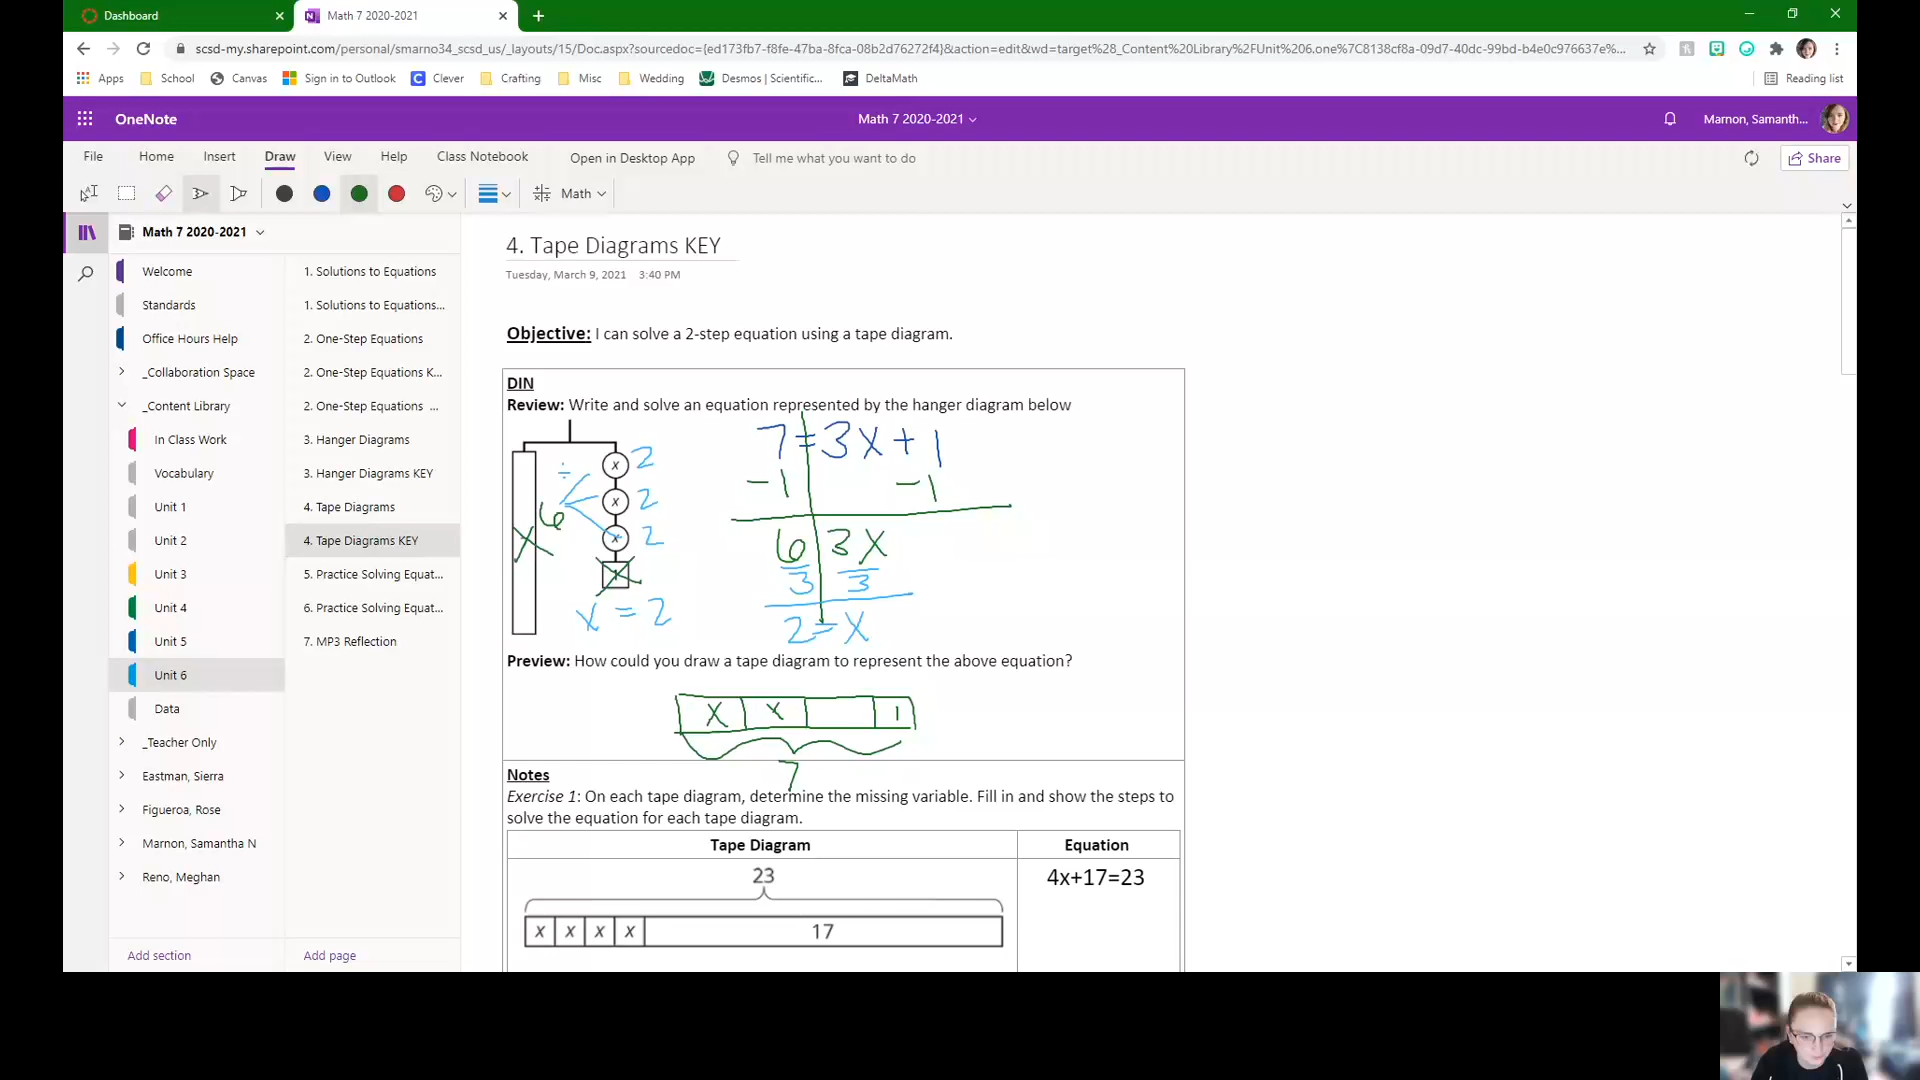 Dashboard
Math 7 2020-2021
scsd-my.sharepoint.com/personal/smarno34_scsd_us/_layouts/15/Doc.aspx?sourcedoc={ed173fb7-f8fe-47ba-8fca-08b2d76272f4}&action=edit&wd=target%28_Content%20Library%2FUnit%206.one%7C8138cf8a-09d7-40dc-99bd-b4e0c976637e%...
Apps School Canvas Sign in to Outlook Clever Crafting Misc Wedding Desmos | Scientific... DeltaMath Reading list
OneNote Math 7 2020-2021 Marnon, Samanth...
File Home Insert Draw View Help Class Notebook Open in Desktop App Tell me what you want to do Share
Math
Math 7 2020-2021
Welcome
Standards
Office Hours Help
_Collaboration Space
_Content Library
In Class Work
Vocabulary
Unit 1
Unit 2
Unit 3
Unit 4
Unit 5
Unit 6
Data
_Teacher Only
Eastman, Sierra
Figueroa, Rose
Marnon, Samantha N
Reno, Meghan
Add section
1. Solutions to Equations
1. Solutions to Equations...
2. One-Step Equations
2. One-Step Equations K...
2. One-Step Equations ...
3. Hanger Diagrams
3. Hanger Diagrams KEY
4. Tape Diagrams
4. Tape Diagrams KEY
5. Practice Solving Equat...
6. Practice Solving Equat...
7. MP3 Reflection
Add page
4. Tape Diagrams KEY
Tuesday, March 9, 2021 3:40 PM
Objective: I can solve a 2-step equation using a tape diagram.
DIN
Review: Write and solve an equation represented by the hanger diagram below
x 2
÷
x 2
6
x 2
x = 2
7 = 3x + 1
-1 -1
6 3x
3 3
2 = x
Preview: How could you draw a tape diagram to represent the above equation?
x x 1
7
Notes
Exercise 1: On each tape diagram, determine the missing variable. Fill in and show the steps to
solve the equation for each tape diagram.
Tape Diagram Equation
23 4x+17=23
x x x x 17